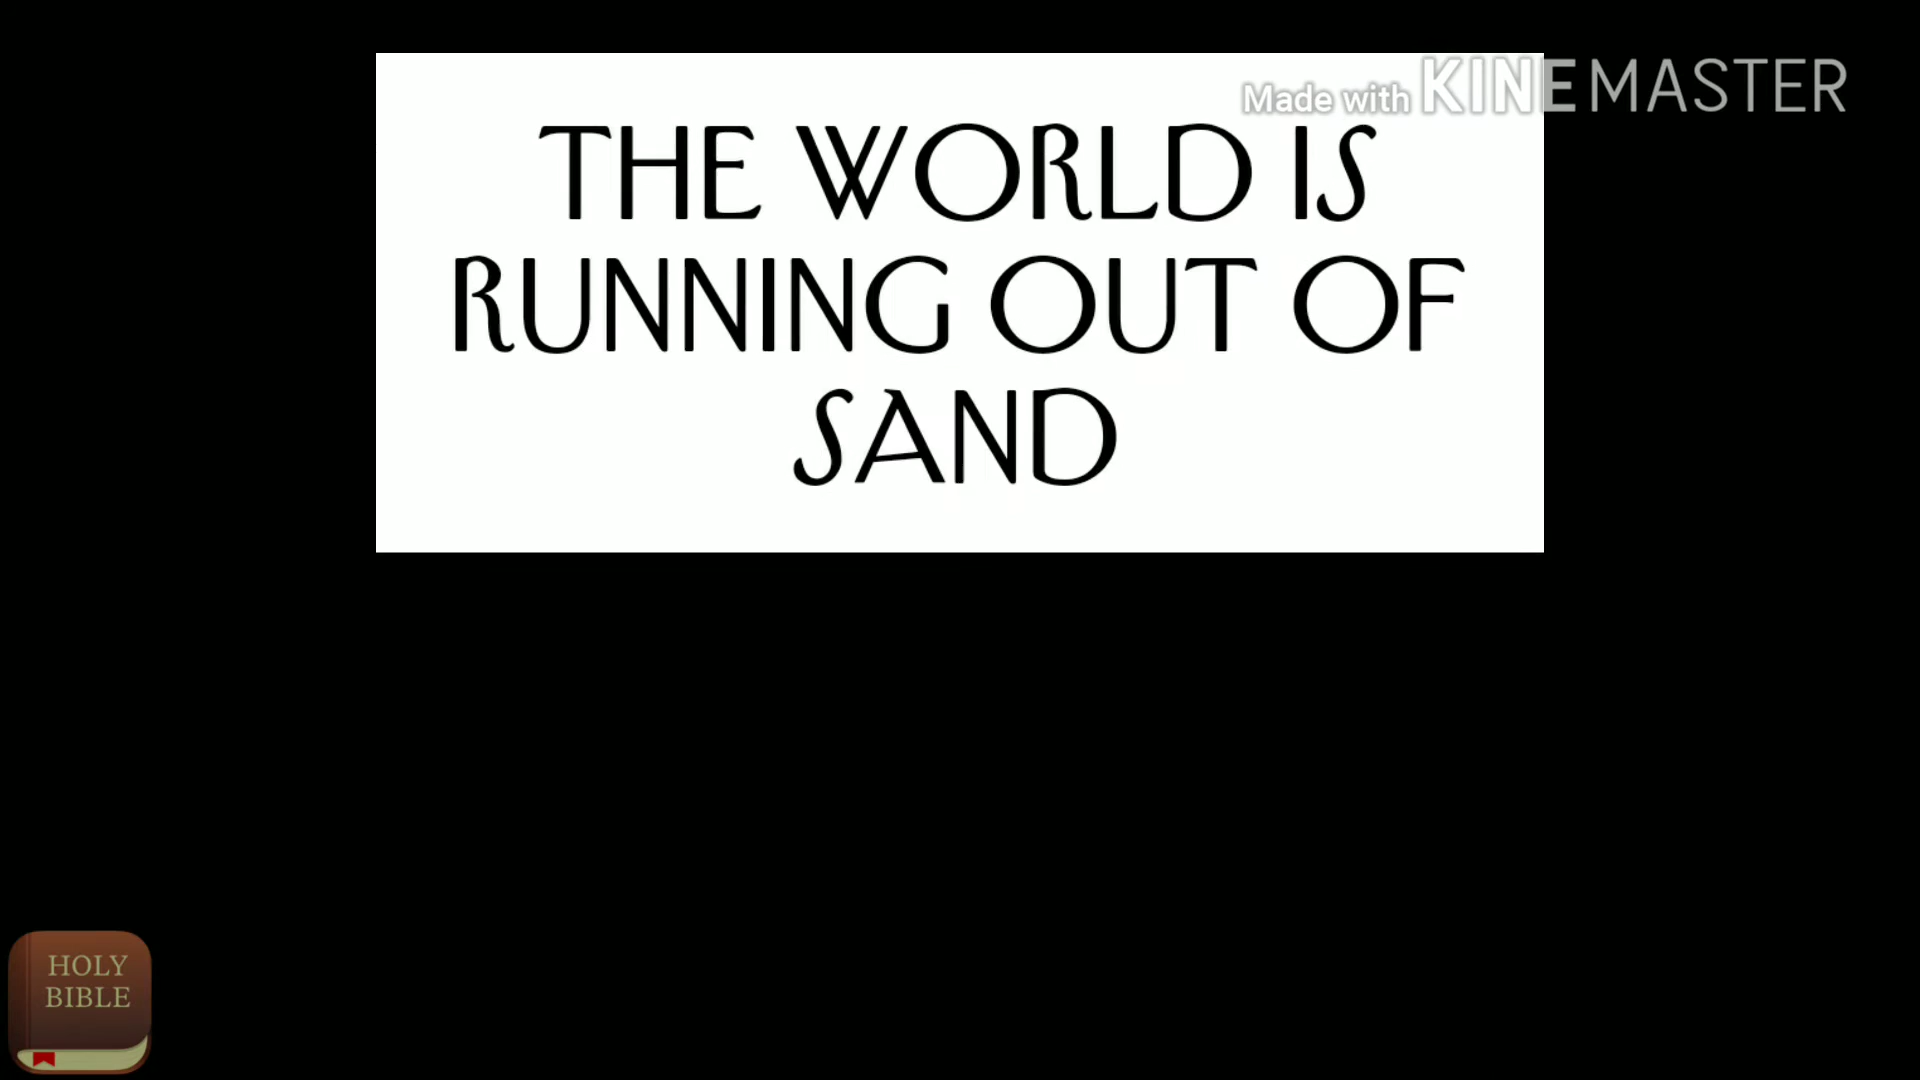 Made with KINEMASTER
THE WORLD IS
RUNNING OUT OF
SAND
HOLY
BIBLE